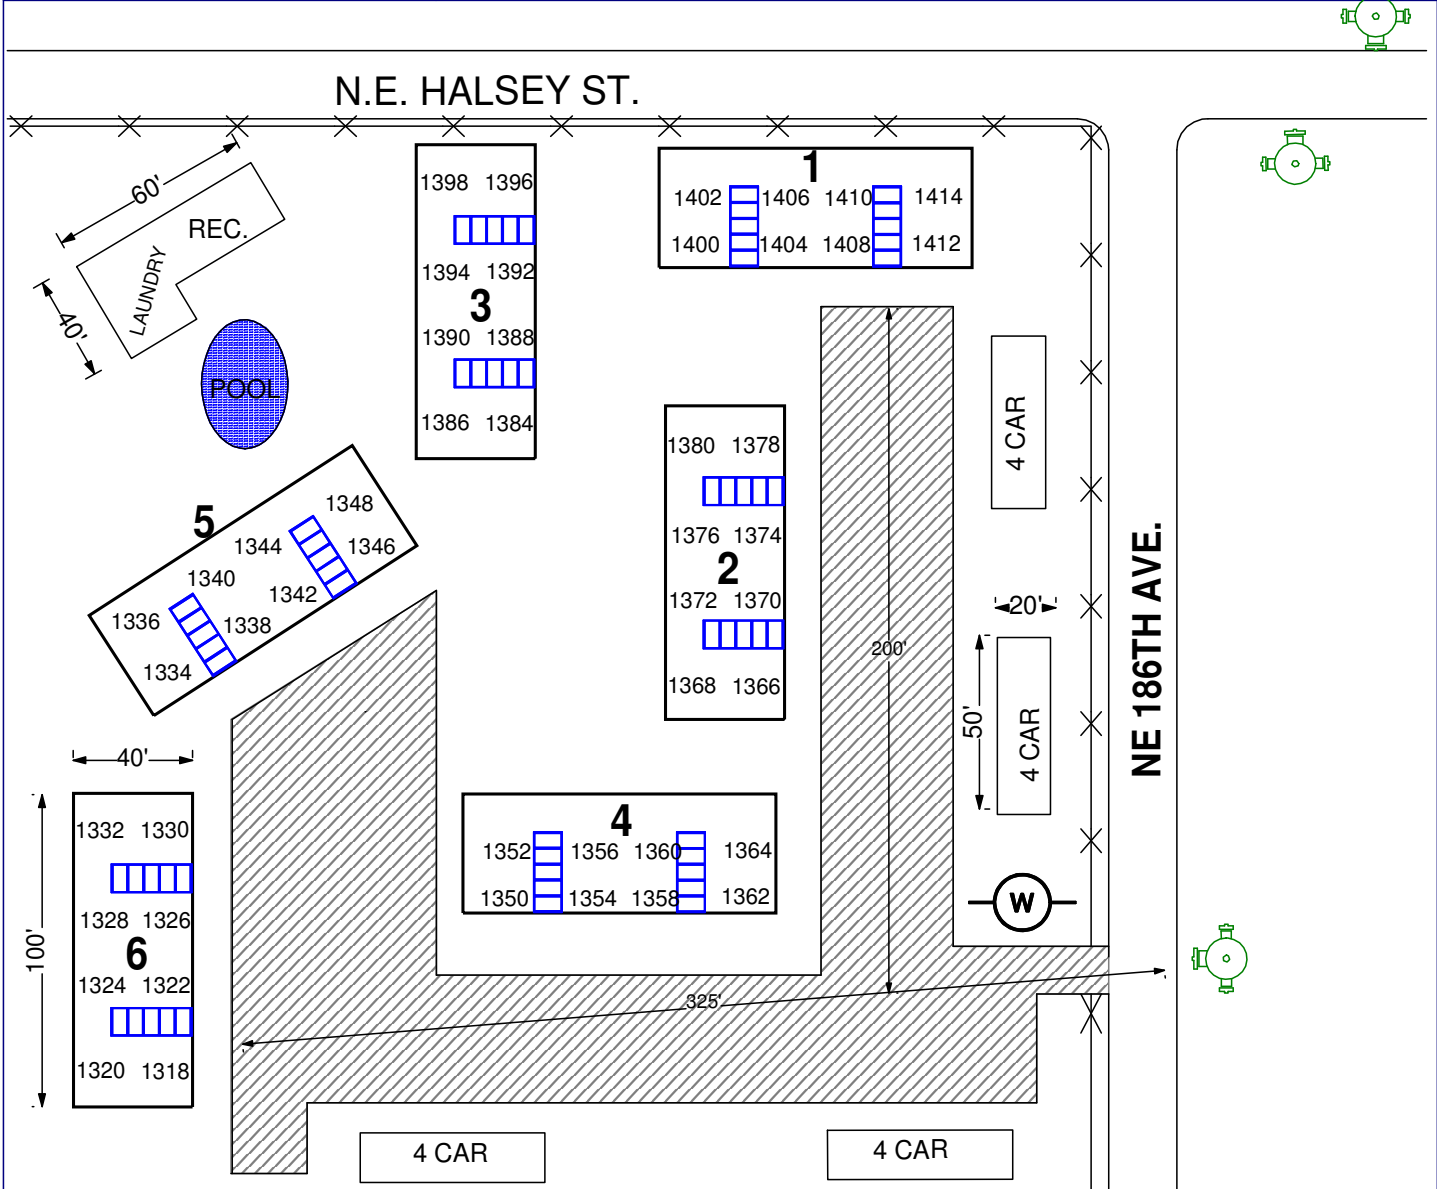 N.E. HALSEY ST.
60'
REC.
LAUNDRY
40'
POOL
1398 1396
1394 1392
3
1390 1388
1386 1384
1
1402 1406 1410 1414
1400 1404 1408 1412
4 CAR
1380 1378
1376 1374
2
1372 1370
1368 1366
5
1348
1344 1346
1340 1342
1336 1338
1334
200'
20'
50'
4 CAR
NE 186TH AVE.
40'
100'
1332 1330
1328 1326
6
1324 1322
1320 1318
4
1352 1356 1360 1364
1350 1354 1358 1362
W
325'
4 CAR
4 CAR